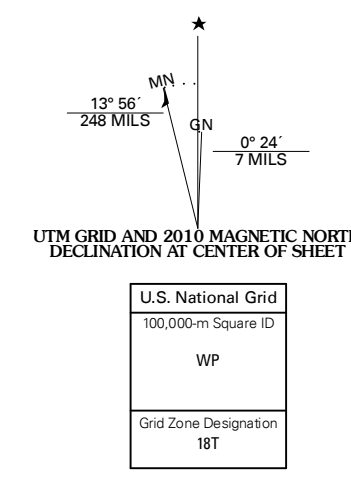 MN
GN
13° 56´
248 MILS
0° 24´
7 MILS
UTM GRID AND 2010 MAGNETIC NORT
DECLINATION AT CENTER OF SHEET
U.S. National Grid
100,000-m Square ID
WP
Grid Zone Designation
18T